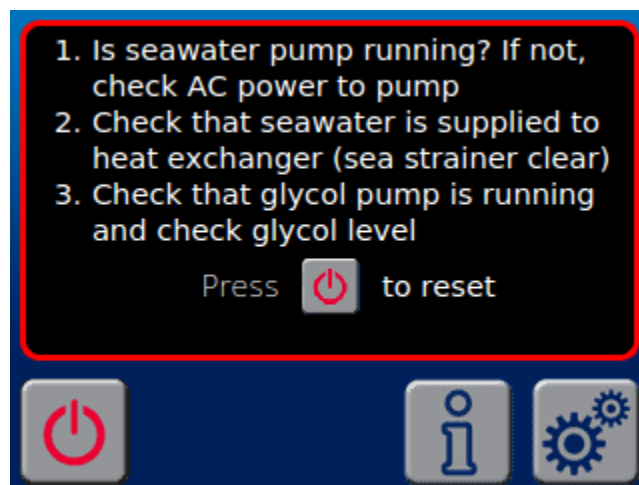 1. Is seawater pump running? If not,
check AC power to pump
2. Check that seawater is supplied to
heat exchanger (sea strainer clear)
3. Check that glycol pump is running
and check glycol level
Press to reset